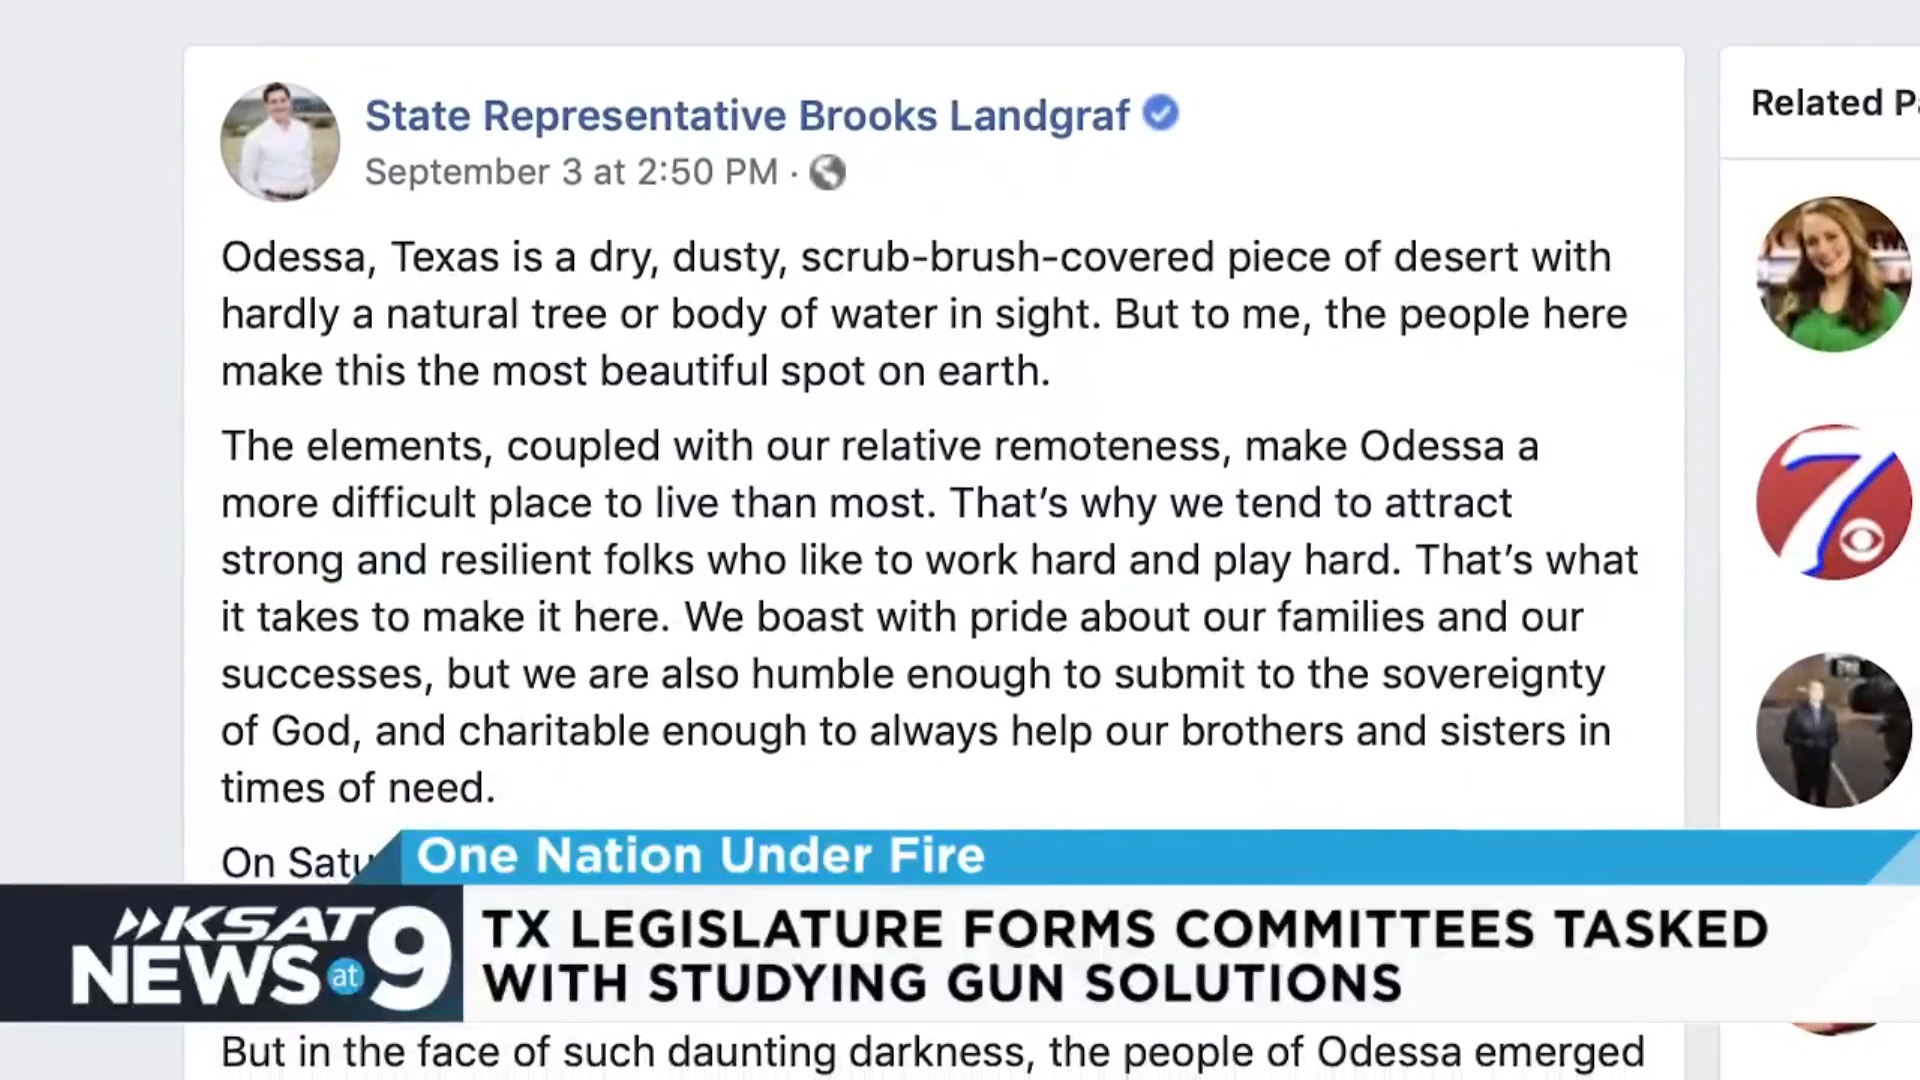 State Representative Brooks Landgraf
September 3 at 2:50 PM ·
Related P
Odessa, Texas is a dry, dusty, scrub-brush-covered piece of desert with
hardly a natural tree or body of water in sight. But to me, the people here
make this the most beautiful spot on earth.
The elements, coupled with our relative remoteness, make Odessa a
more difficult place to live than most. That's why we tend to attract
strong and resilient folks who like to work hard and play hard. That's what
it takes to make it here. We boast with pride about our families and our
successes, but we are also humble enough to submit to the sovereignty
of God, and charitable enough to always help our brothers and sisters in
times of need.
7
On Satu
One Nation Under Fire
KSAT
NEWS at 9
TX LEGISLATURE FORMS COMMITTEES TASKED
WITH STUDYING GUN SOLUTIONS
But in the face of such daunting darkness, the people of Odessa emerged